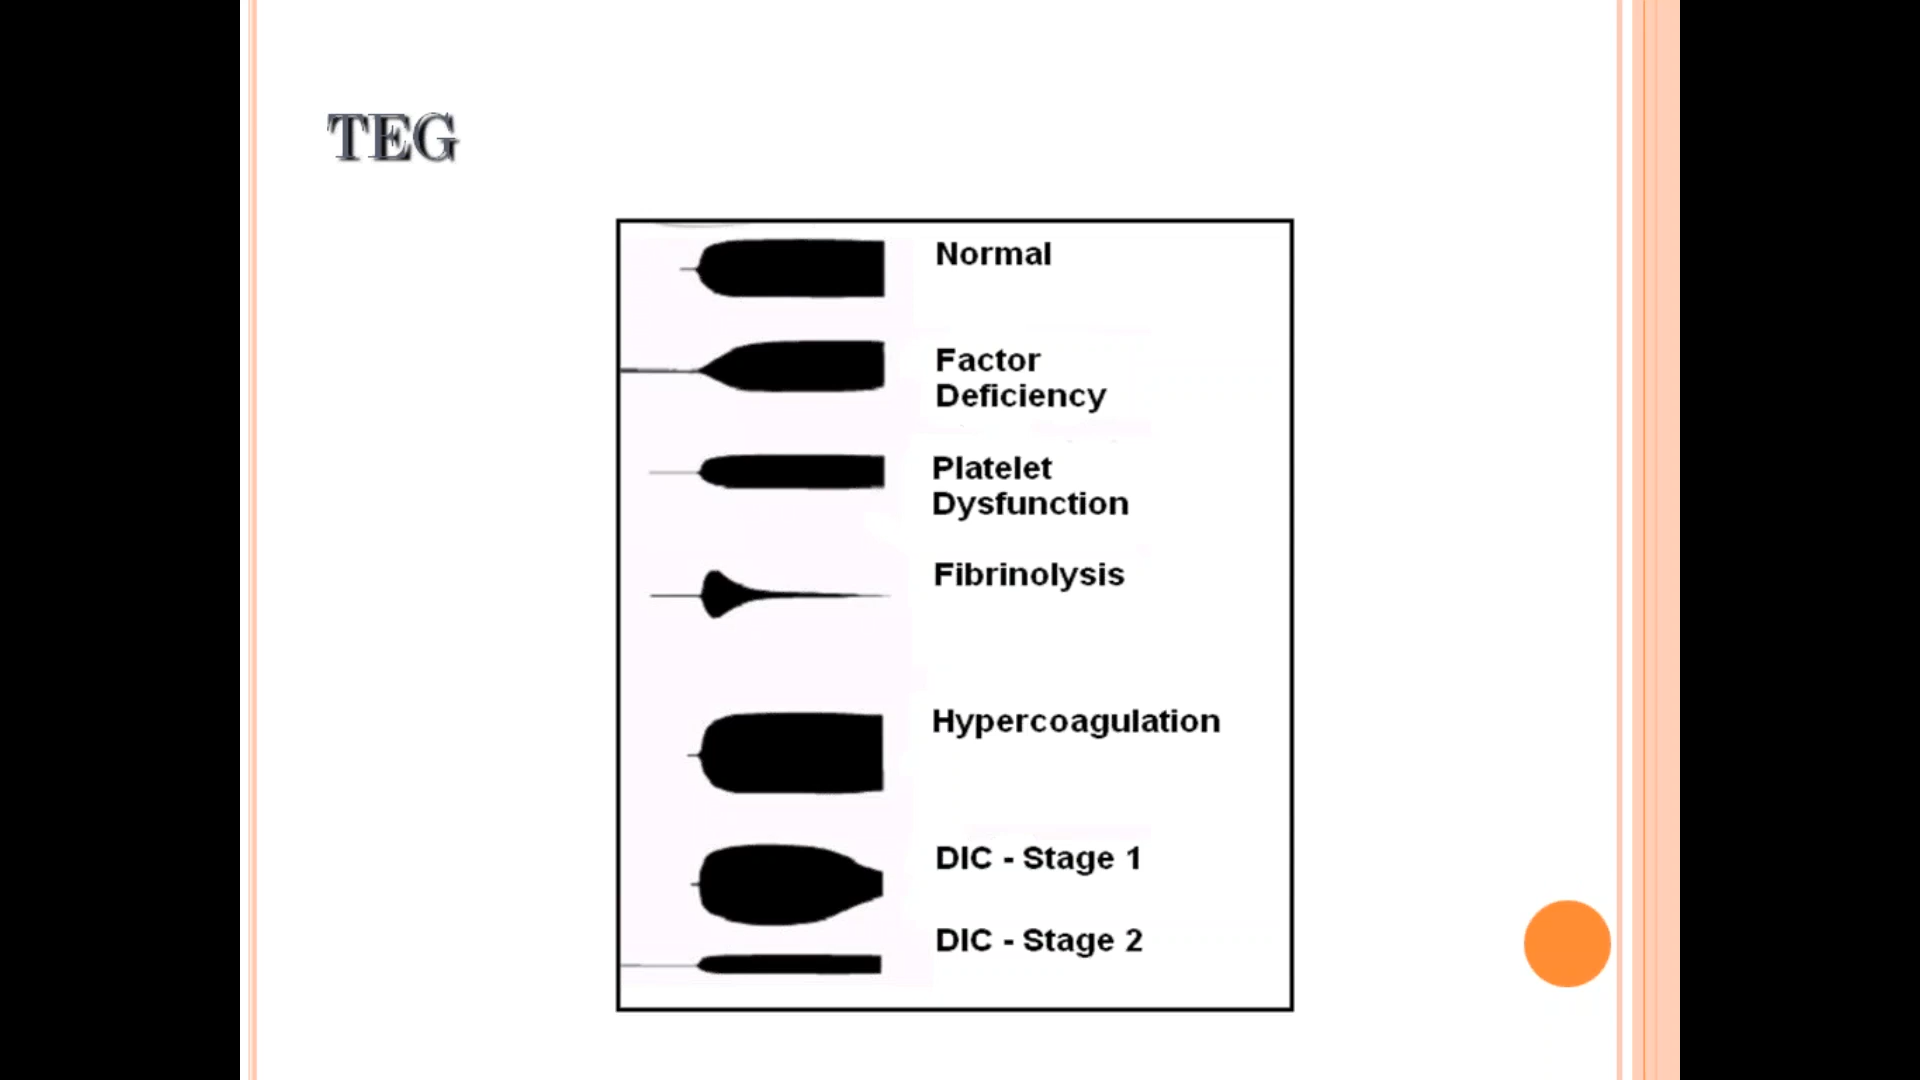 TEG
Normal
Factor
Deficiency
Platelet
Dysfunction
Fibrinolysis
Hypercoagulation
DIC - Stage 1
DIC - Stage 2